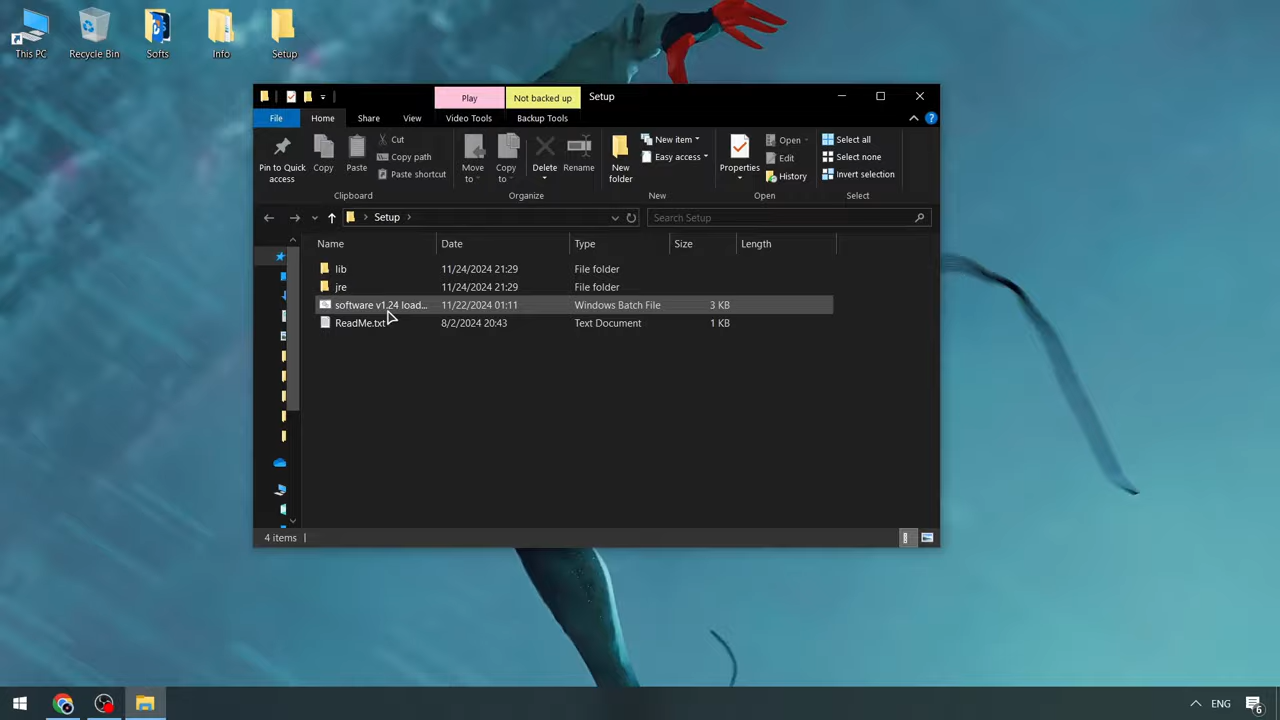 This PC Recycle Bin Softs Info Setup
Play Not backed up Setup
File Home Share View Video Tools Backup Tools
Pin to Quick access
Copy
Paste
Cut
Copy path
Paste shortcut
Move to
Copy to
Delete
Rename
New folder
New item
Easy access
Properties
Open
Edit
History
Select all
Select none
Invert selection
Clipboard Organize New Open Select
Setup
Search Setup
Name Date Type Size Length
lib 11/24/2024 21:29 File folder
jre 11/24/2024 21:29 File folder
software v1.24 load... 11/22/2024 01:11 Windows Batch File 3 KB
ReadMe.txt 8/2/2024 20:43 Text Document 1 KB
4 items
ENG
6